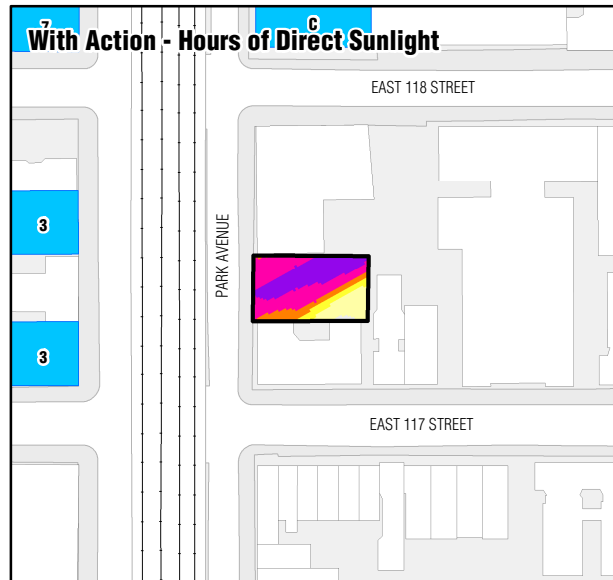 7
C
With Action - Hours of Direct Sunlight
EAST 118 STREET
3
PARK AVENUE
3
EAST 117 STREET